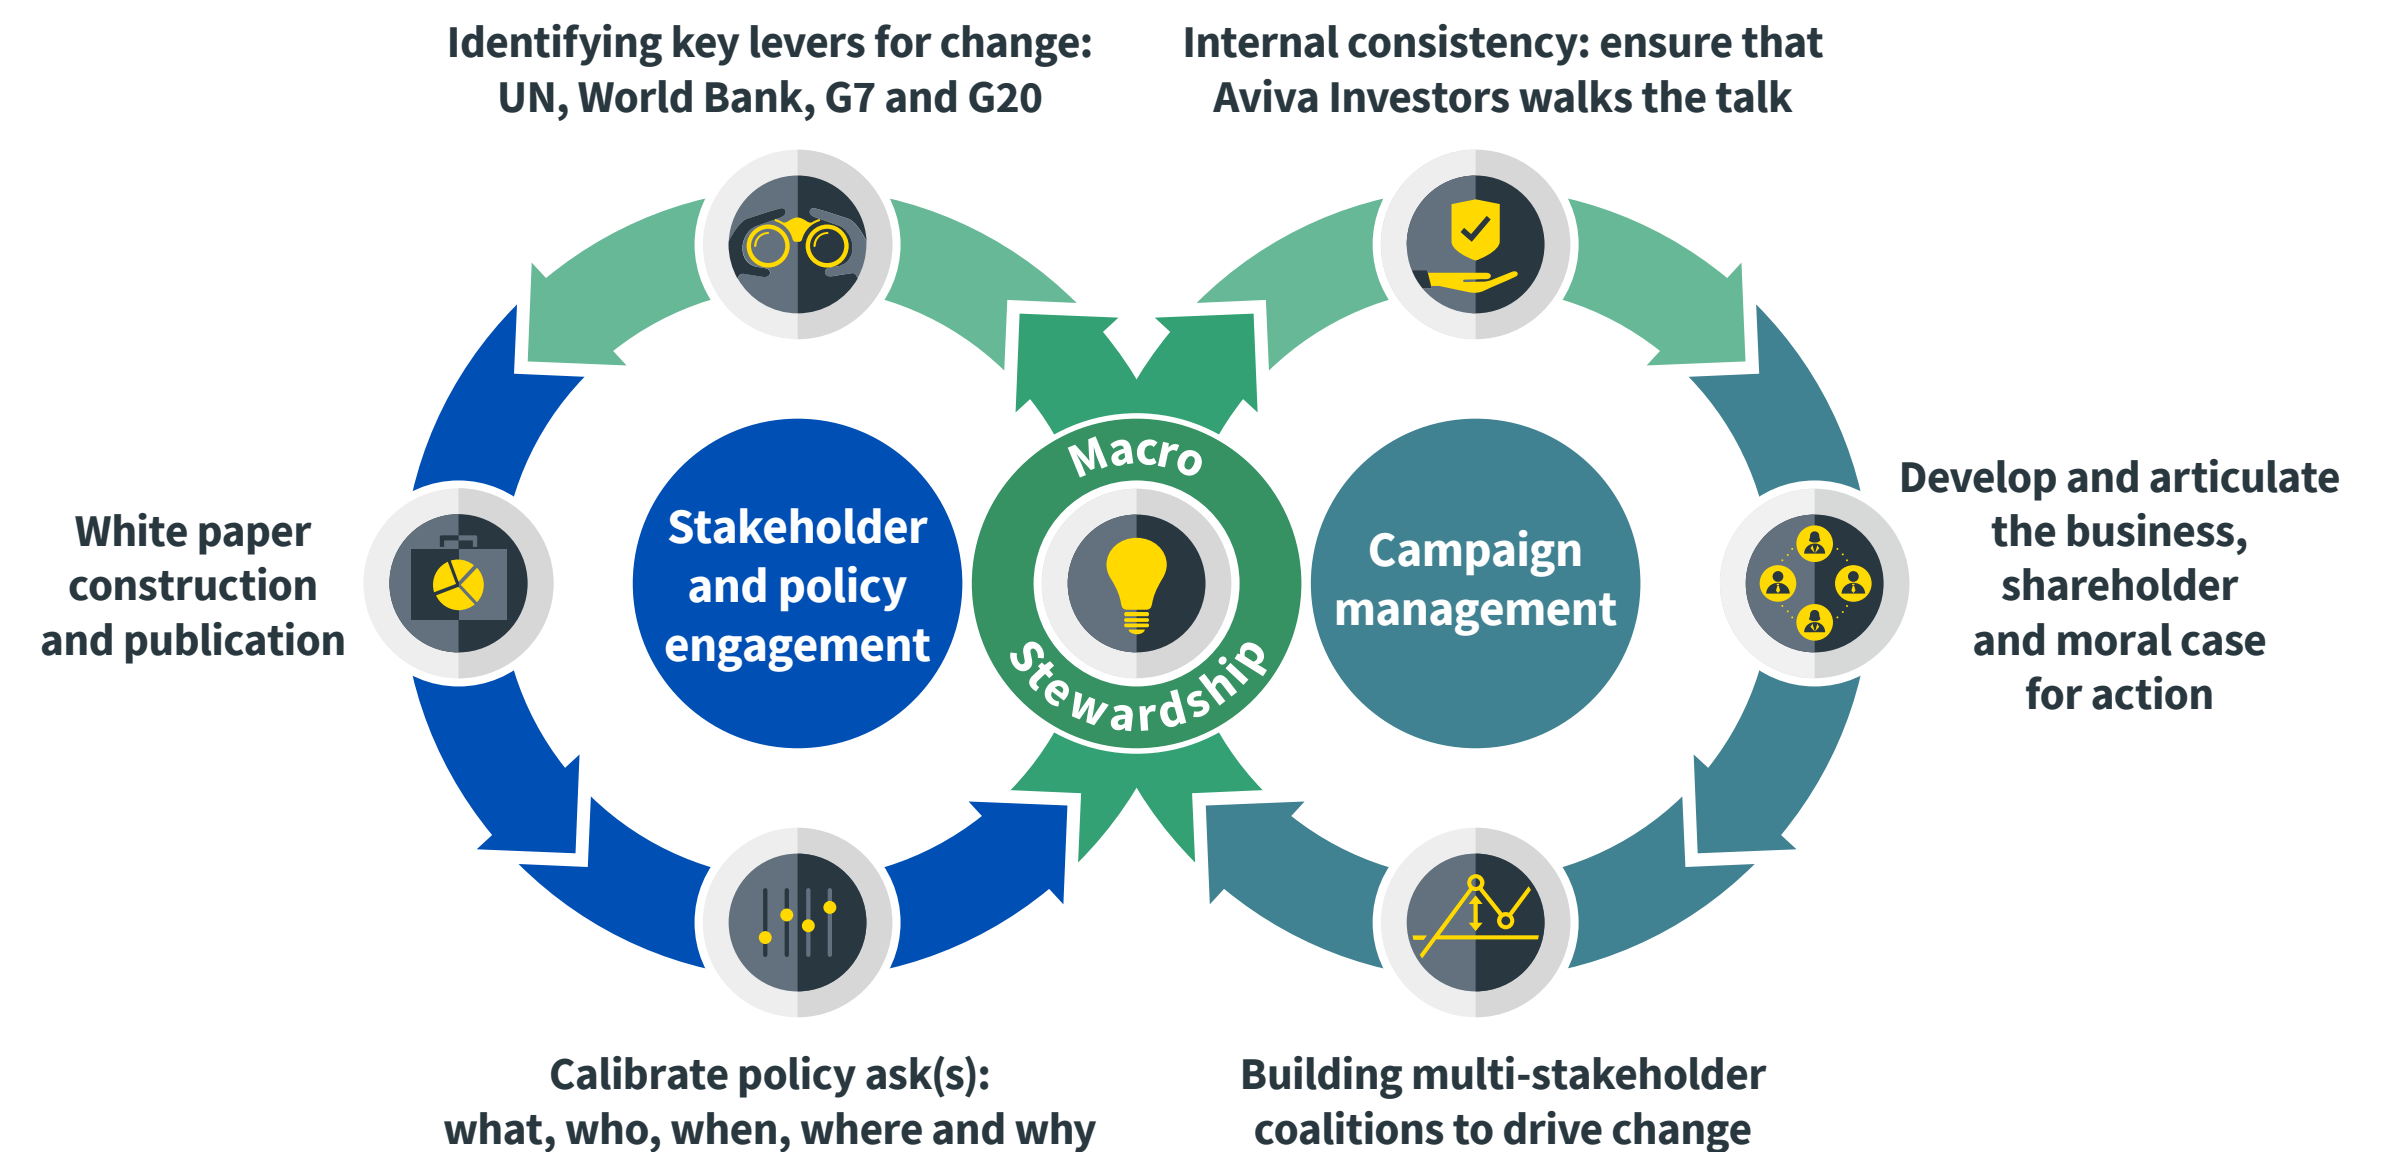 Identifying key levers for change:
UN, World Bank, G7 and G20
Internal consistency: ensure that
Aviva Investors walks the talk
White paper
construction
and publication
Stakeholder
and policy
engagement
Macro
Stewardship
Campaign
management
Develop and articulate
the business,
shareholder
and moral case
for action
Calibrate policy ask(s):
what, who, when, where and why
Building multi-stakeholder
coalitions to drive change